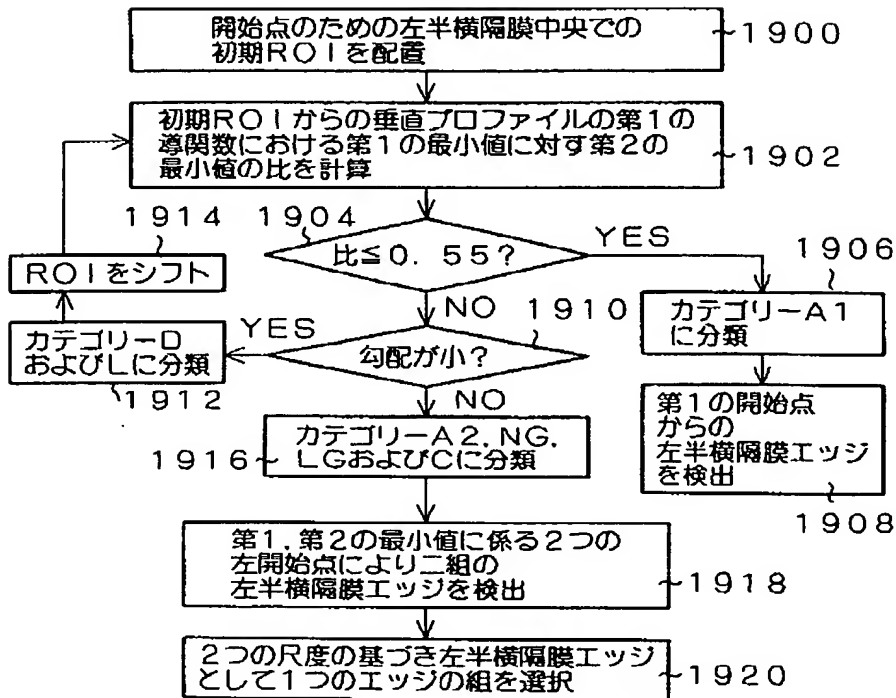 開始点のための左半横隔膜中央での
初期ROIを配置
1900
初期ROIからの垂直プロファイルの第1の
導関数における第1の最小値に対す第2の
最小値の比を計算
1902
1914
1904
比≦0.55?
YES
1906
ROIをシフト
カテゴリーA1
に分類
NO
1910
YES
カテゴリーD
およびLに分類
1912
勾配が小?
NO
第1の開始点
からの
左半横隔膜エッジ
を検出
1908
1916
カテゴリーA2,NG,
LGおよびCに分類
第1,第2の最小値に係る2つの
左開始点により二組の
左半横隔膜エッジを検出
1918
2つの尺度の基づき左半横隔膜エッジ
として1つのエッジの組を選択
1920